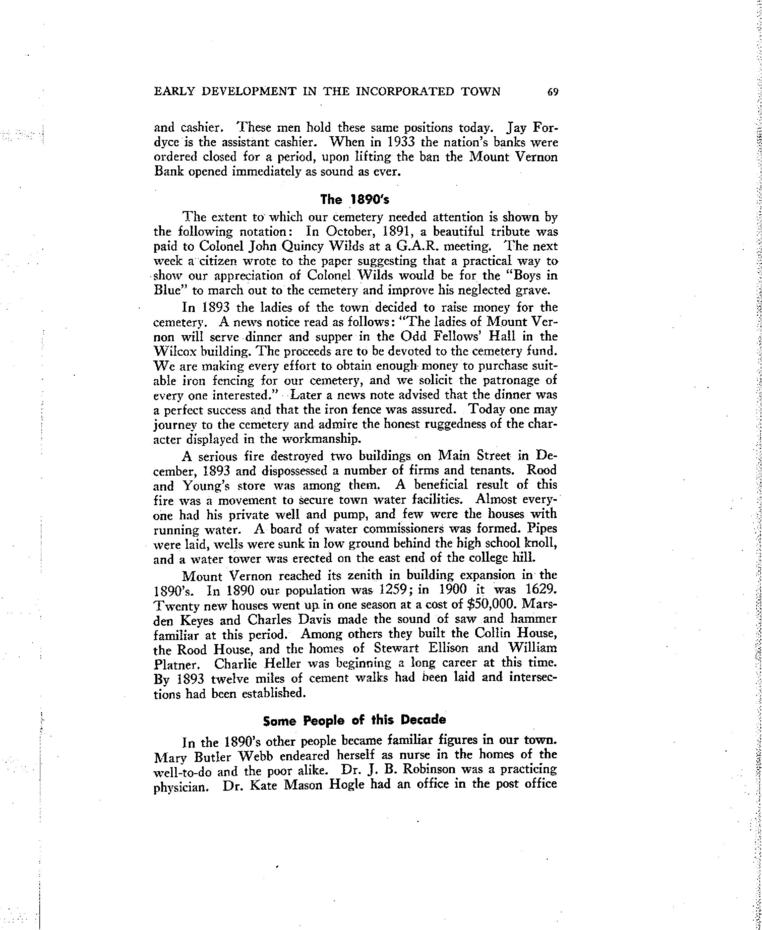 EARLY DEVELOPMENT IN THE INCORPORATED TOWN 69
and cashier. These men hold these same positions today. Jay For-
dyce is the assistant cashier. When in 1933 the nation's banks were
ordered closed for a period, upon lifting the ban the Mount Vernon
Bank opened immediately as sound as ever.
The 1890's
The extent to which our cemetery needed attention is shown by
the following notation: In October, 1891, a beautiful tribute was
paid to Colonel John Quincy Wilds at a G.A.R. meeting. The next
week a citizen wrote to the paper suggesting that a practical way to
show our appreciation of Colonel Wilds would be for the "Boys in
Blue" to march out to the cemetery and improve his neglected grave.
In 1893 the ladies of the town decided to raise money for the
cemetery. A news notice read as follows: "The ladies of Mount Ver-
non will serve dinner and supper in the Odd Fellows' Hall in the
Wilcox building. The proceeds are to be devoted to the cemetery fund.
We are making every effort to obtain enough money to purchase suit-
able iron fencing for our cemetery, and we solicit the patronage of
every one interested." Later a news note advised that the dinner was
a perfect success and that the iron fence was assured. Today one may
journey to the cemetery and admire the honest ruggedness of the char-
acter displayed in the workmanship.
A serious fire destroyed two buildings on Main Street in De-
cember, 1893 and dispossessed a number of firms and tenants. Rood
and Young's store was among them. A beneficial result of this
fire was a movement to secure town water facilities. Almost every-
one had his private well and pump, and few were the houses with
running water. A board of water commissioners was formed. Pipes
were laid, wells were sunk in low ground behind the high school knoll,
and a water tower was erected on the east end of the college hill.
Mount Vernon reached its zenith in building expansion in the
1890's. In 1890 our population was 1259; in 1900 it was 1629.
Twenty new houses went up in one season at a cost of $50,000. Mars-
den Keyes and Charles Davis made the sound of saw and hammer
familiar at this period. Among others they built the Collin House,
the Rood House, and the homes of Stewart Ellison and William
Platner. Charlie Heller was beginning a long career at this time.
By 1893 twelve miles of cement walks had been laid and intersec-
tions had been established.
Some People of this Decade
In the 1890's other people became familiar figures in our town.
Mary Butler Webb endeared herself as nurse in the homes of the
well-to-do and the poor alike. Dr. J. B. Robinson was a practicing
physician. Dr. Kate Mason Hogle had an office in the post office